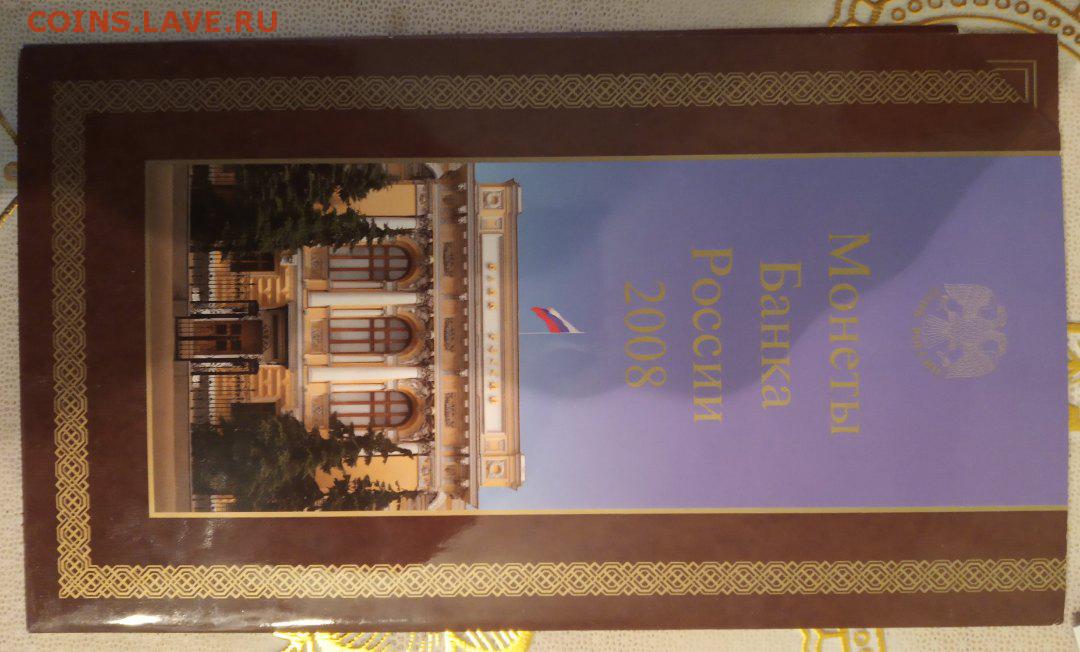 COINS.LAVE.RU
Монеты
Банка
России
2008